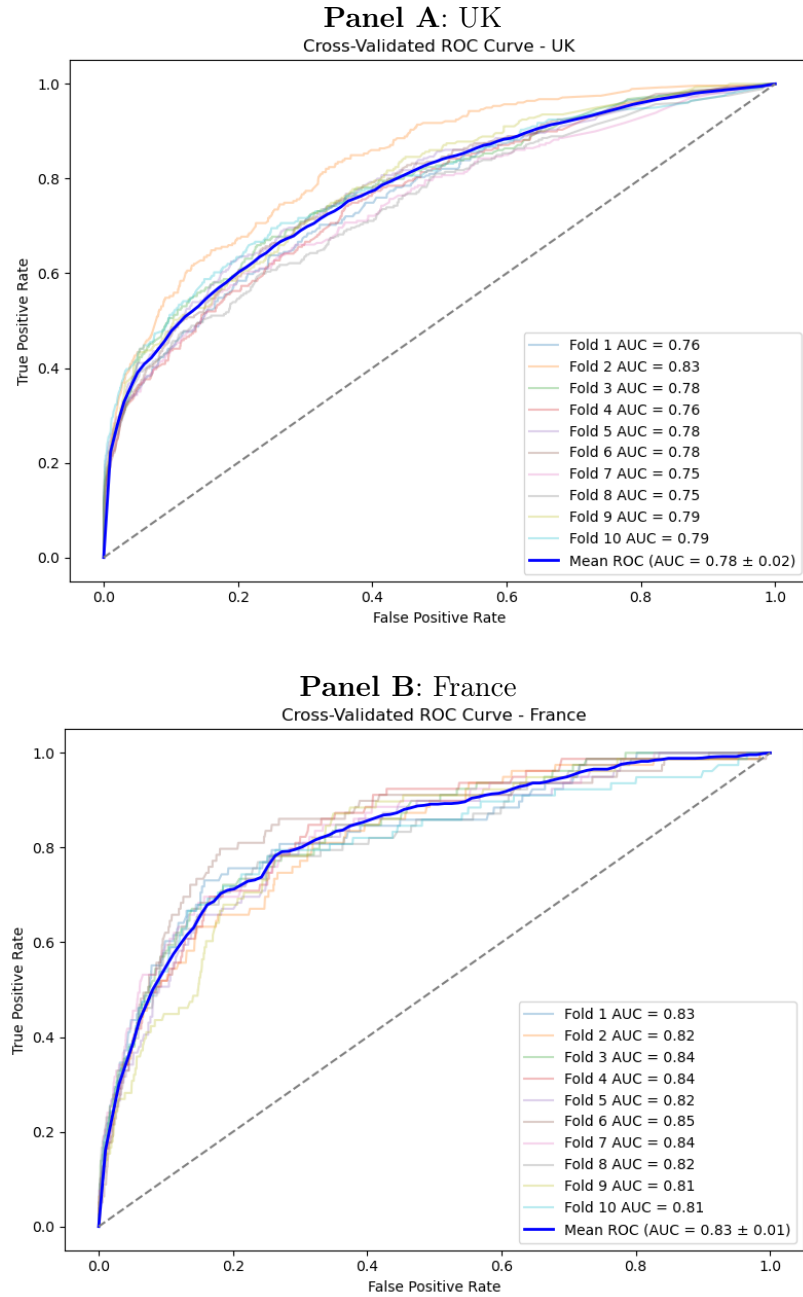 Panel A: UK
Cross-Validated ROC Curve - UK
1.0
0.8
0.6
0.4
0.2
0.0
True Positive Rate
Fold 1 AUC = 0.76
Fold 2 AUC = 0.83
Fold 3 AUC = 0.78
Fold 4 AUC = 0.76
Fold 5 AUC = 0.78
Fold 6 AUC = 0.78
Fold 7 AUC = 0.75
Fold 8 AUC = 0.75
Fold 9 AUC = 0.79
Fold 10 AUC = 0.79
Mean ROC (AUC = 0.78 ± 0.02)
0.0 0.2 0.4 0.6 0.8 1.0
False Positive Rate
Panel B: France
Cross-Validated ROC Curve - France
1.0
0.8
0.6
0.4
0.2
0.0
True Positive Rate
Fold 1 AUC = 0.83
Fold 2 AUC = 0.82
Fold 3 AUC = 0.84
Fold 4 AUC = 0.84
Fold 5 AUC = 0.82
Fold 6 AUC = 0.85
Fold 7 AUC = 0.84
Fold 8 AUC = 0.82
Fold 9 AUC = 0.81
Fold 10 AUC = 0.81
Mean ROC (AUC = 0.83 ± 0.01)
0.0 0.2 0.4 0.6 0.8 1.0
False Positive Rate